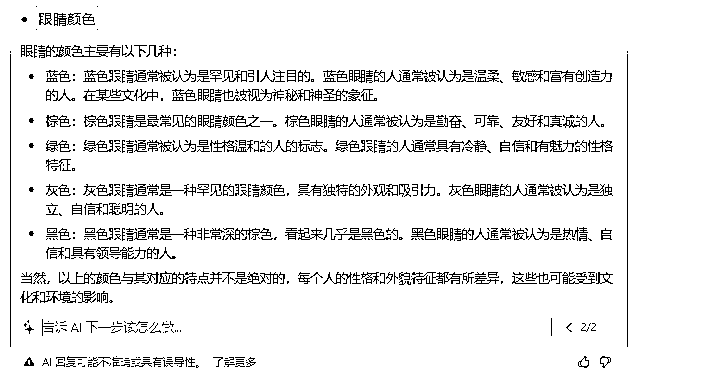 眼睛颜色
眼睛的颜色主要有以下几种：
蓝色：蓝色眼睛通常被认为是罕见和引人注目的。蓝色眼睛的人通常被认为是温柔、敏感和富有创造力
的人。在某些文化中，蓝色眼睛也被视为神秘和神圣的象征。
棕色：棕色眼睛是最常见的眼睛颜色之一。棕色眼睛的人通常被认为是勤奋、可靠、友好和真诚的人。
绿色：绿色眼睛通常被认为是性格温和的人的标志。绿色眼睛的人通常具有冷静、自信和有魅力的性格
特征。
灰色：灰色眼睛通常是一种罕见的眼睛颜色，具有独特的外观和吸引力。灰色眼睛的人通常被认为是独
立、自信和聪明的人。
黑色：黑色眼睛通常是一种非常深的棕色，看起来几乎是黑色的。黑色眼睛的人通常被认为是热情、自
信和具有领导能力的人。
当然，以上的颜色与其对应的特点并不是绝对的，每个人的性格和外貌特征都有所差异，这些也可能受到文
化和环境的影响。
告诉 AI 下一步该怎么做...
2/2
AI 回复可能不准确或具有误导性。 了解更多